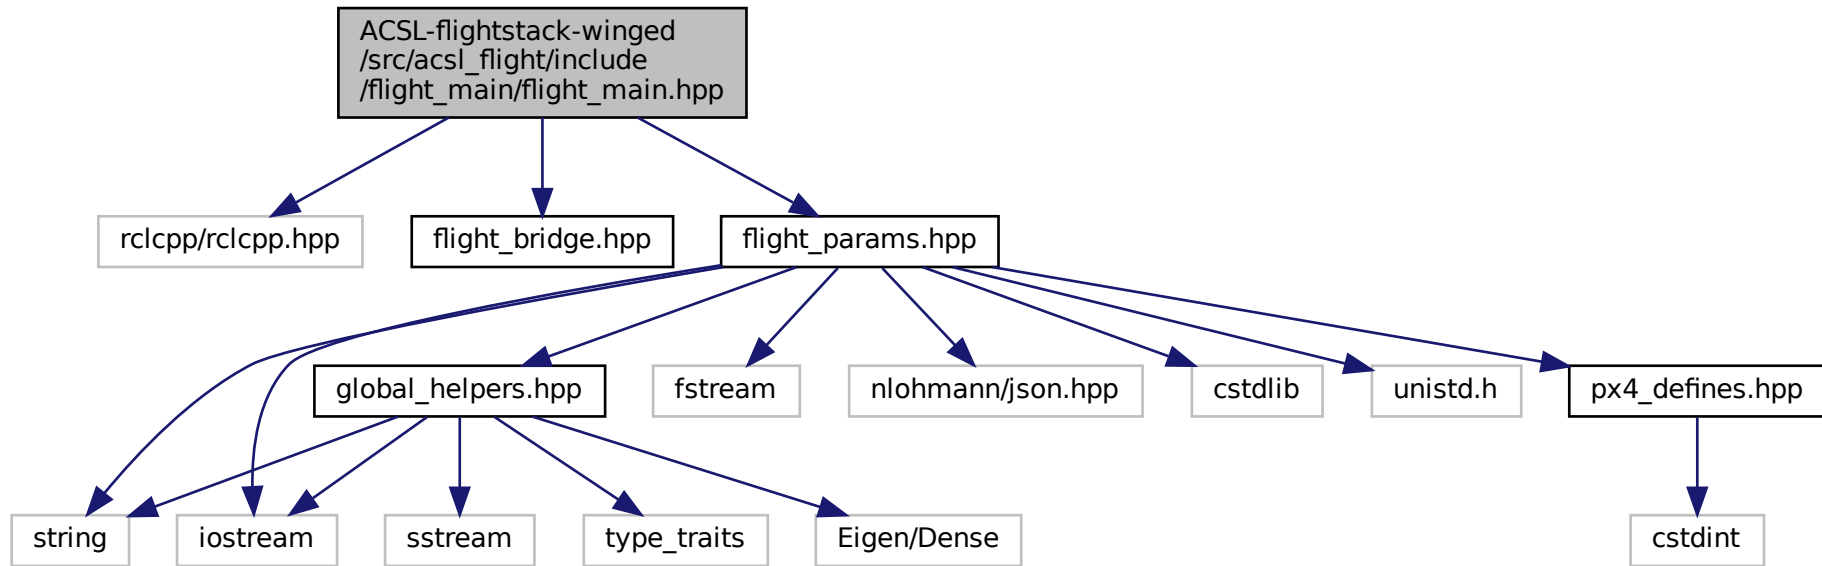 ACSL-flightstack-winged
/src/acsl_flight/include
/flight_main/flight_main.hpp
rclcpp/rclcpp.hpp
flight_bridge.hpp
flight_params.hpp
global_helpers.hpp
fstream
nlohmann/json.hpp
cstdlib
unistd.h
px4_defines.hpp
string
iostream
sstream
type_traits
Eigen/Dense
cstdint